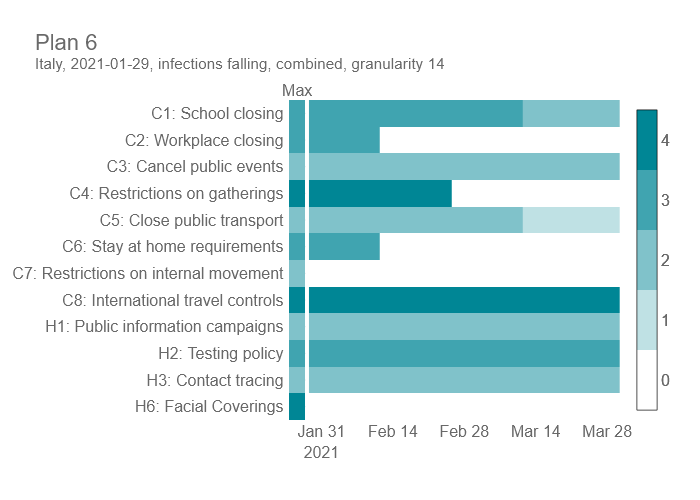 Plan 6
Italy, 2021-01-29, infections falling, combined, granularity 14
Max
C1: School closing
C2: Workplace closing
C3: Cancel public events
C4: Restrictions on gatherings
C5: Close public transport
C6: Stay at home requirements
C7: Restrictions on internal movement
C8: International travel controls
H1: Public information campaigns
H2: Testing policy
H3: Contact tracing
H6: Facial Coverings
4
3
2
1
0
Jan 31 Feb 14 Feb 28 Mar 14 Mar 28
2021